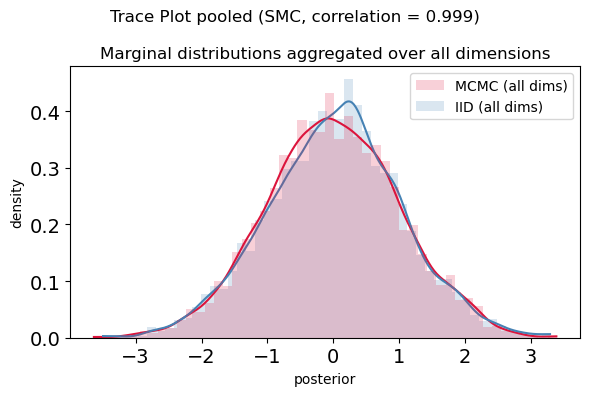 Trace Plot pooled (SMC, correlation = 0.999)
Marginal distributions aggregated over all dimensions
MCMC (all dims)
IID (all dims)
density
0.4
0.3
0.2
0.1
0.0
−3 −2 −1 0 1 2 3
posterior